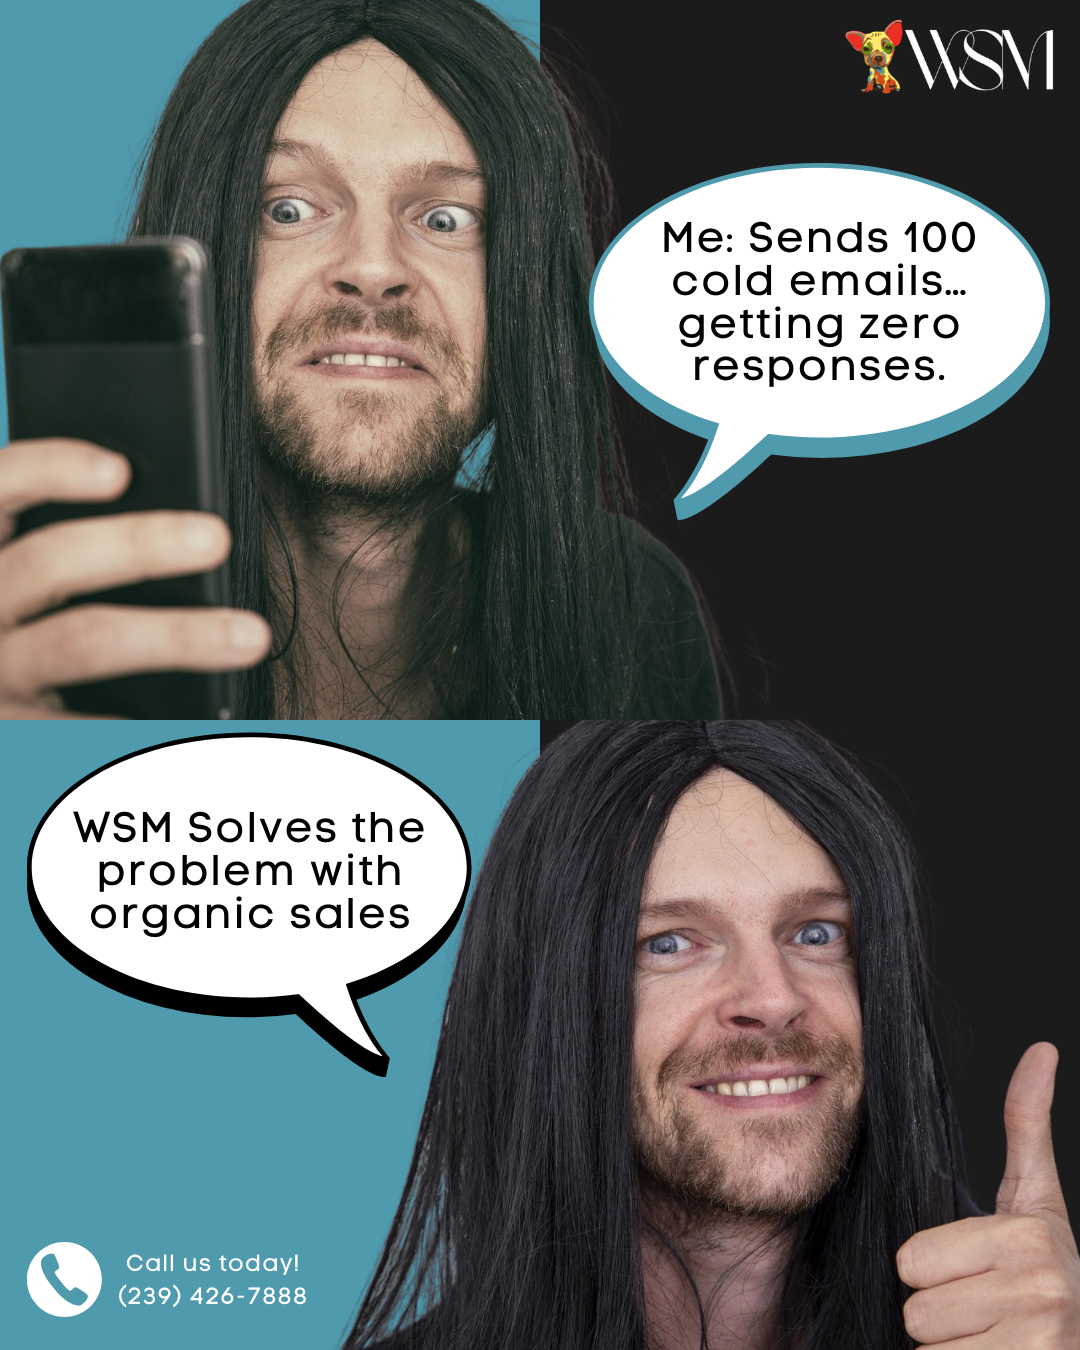 WSM
Me: Sends 100
cold emails...
getting zero
responses.
WSM Solves the
problem with
organic sales
Call us today!
(239) 426-7888